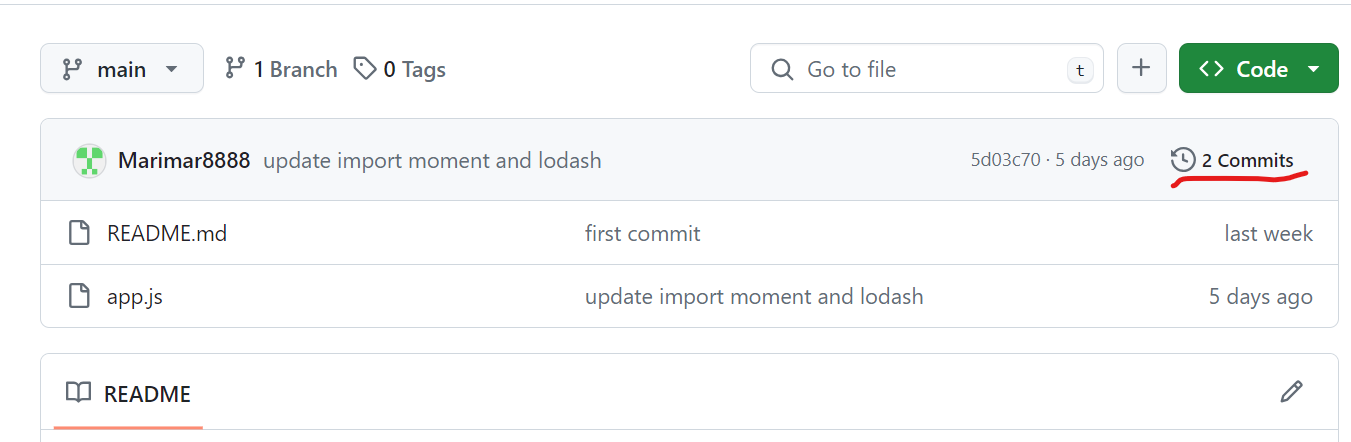 main 1 Branch 0 Tags Go to file t + Code
Marimar8888 update import moment and lodash 5d03c70 · 5 days ago 2 Commits
README.md first commit last week
app.js update import moment and lodash 5 days ago
README